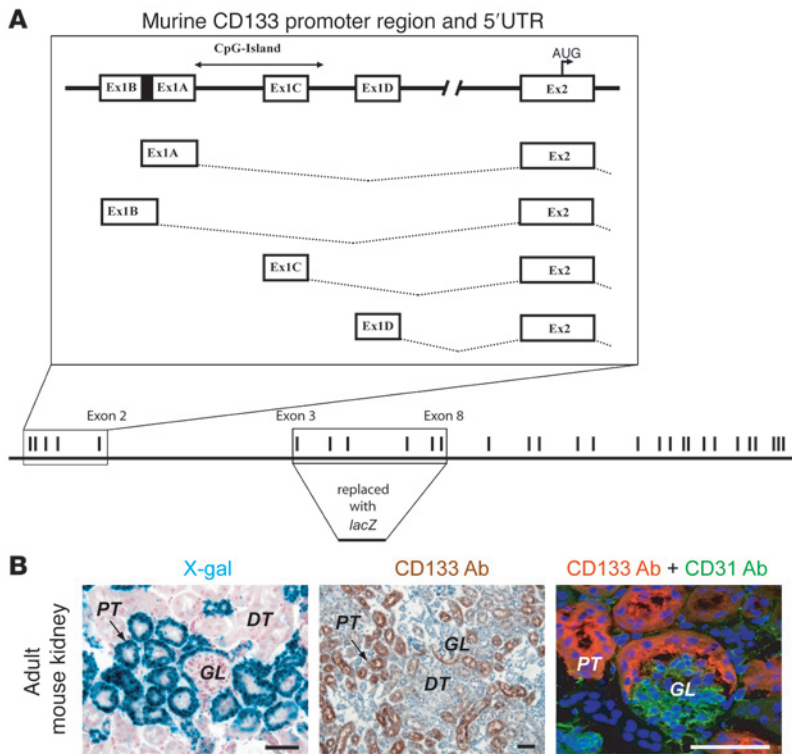 A
Murine CD133 promoter region and 5'UTR
CpG-Island
AUG
Ex1B Ex1A Ex1C Ex1D Ex2
Ex1A Ex2
Ex1B Ex2
Ex1C Ex2
Ex1D Ex2
Exon 2 Exon 3 Exon 8
replaced
with
lacZ
B
X-gal CD133 Ab CD133 Ab + CD31 Ab
Adult
mouse kidney
PT DT GL
PT GL DT
PT GL